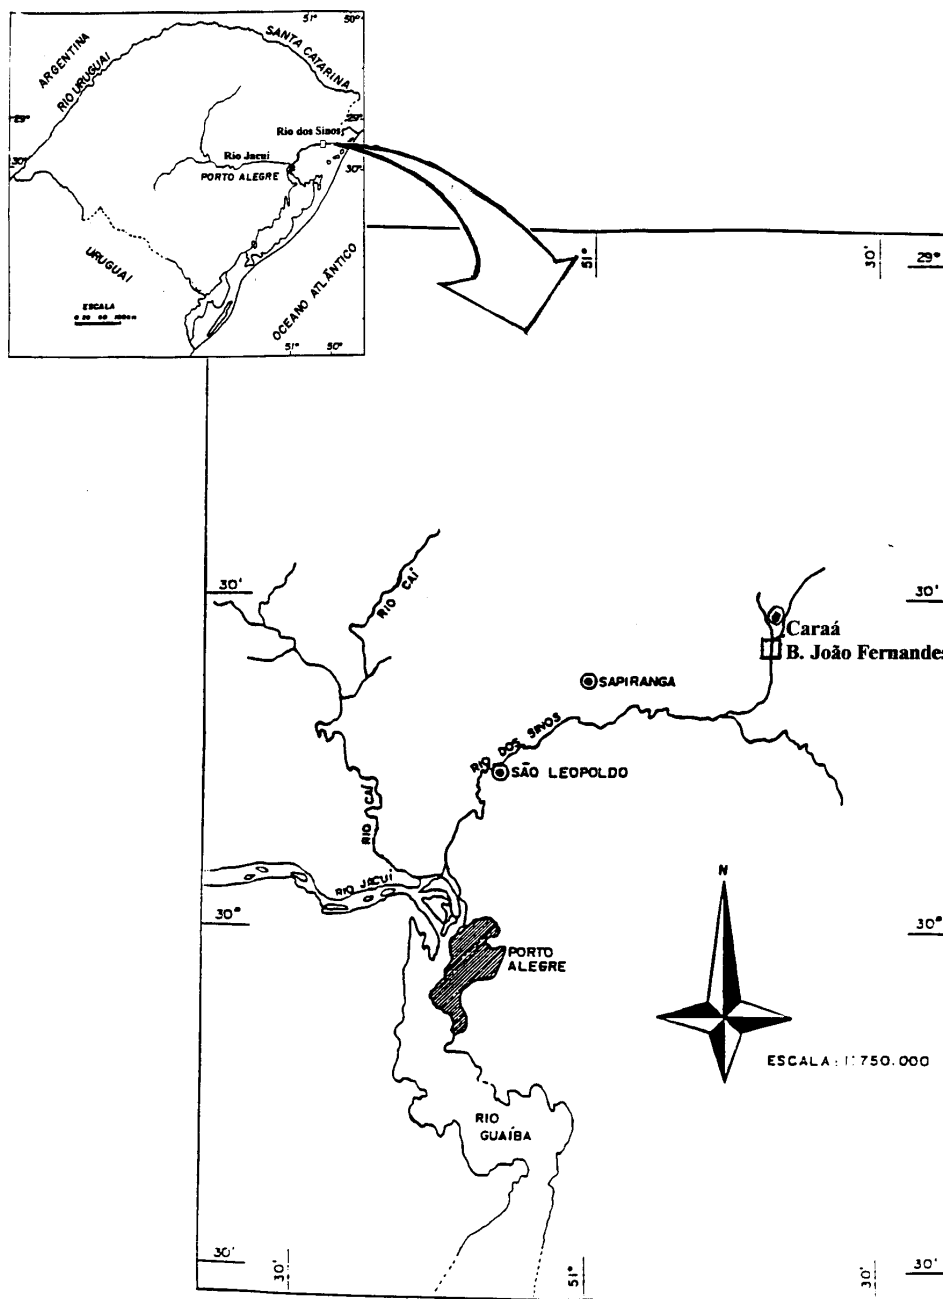 51°
50°
ARGENTINA
RIO URUGUAI
SANTA CATARINA
29°
29°
Rio dos Sinos
30°
Rio Jacuí
PORTO ALEGRE
30°
URUGUAI
ESCALA
OCEANO ATLÂNTICO
51°
50°
51°
30'
29°
30'
RIO CAÍ
30'
Caraá
B. João Fernandes
SAPIRANGA
RIO DOS SINOS
SÃO LEOPOLDO
RIO CAÍ
RIO JACUÍ
N
30°
30°
PORTO
ALEGRE
ESCALA: 1:750.000
RIO
GUAÍBA
30'
30'
51°
30'
30'